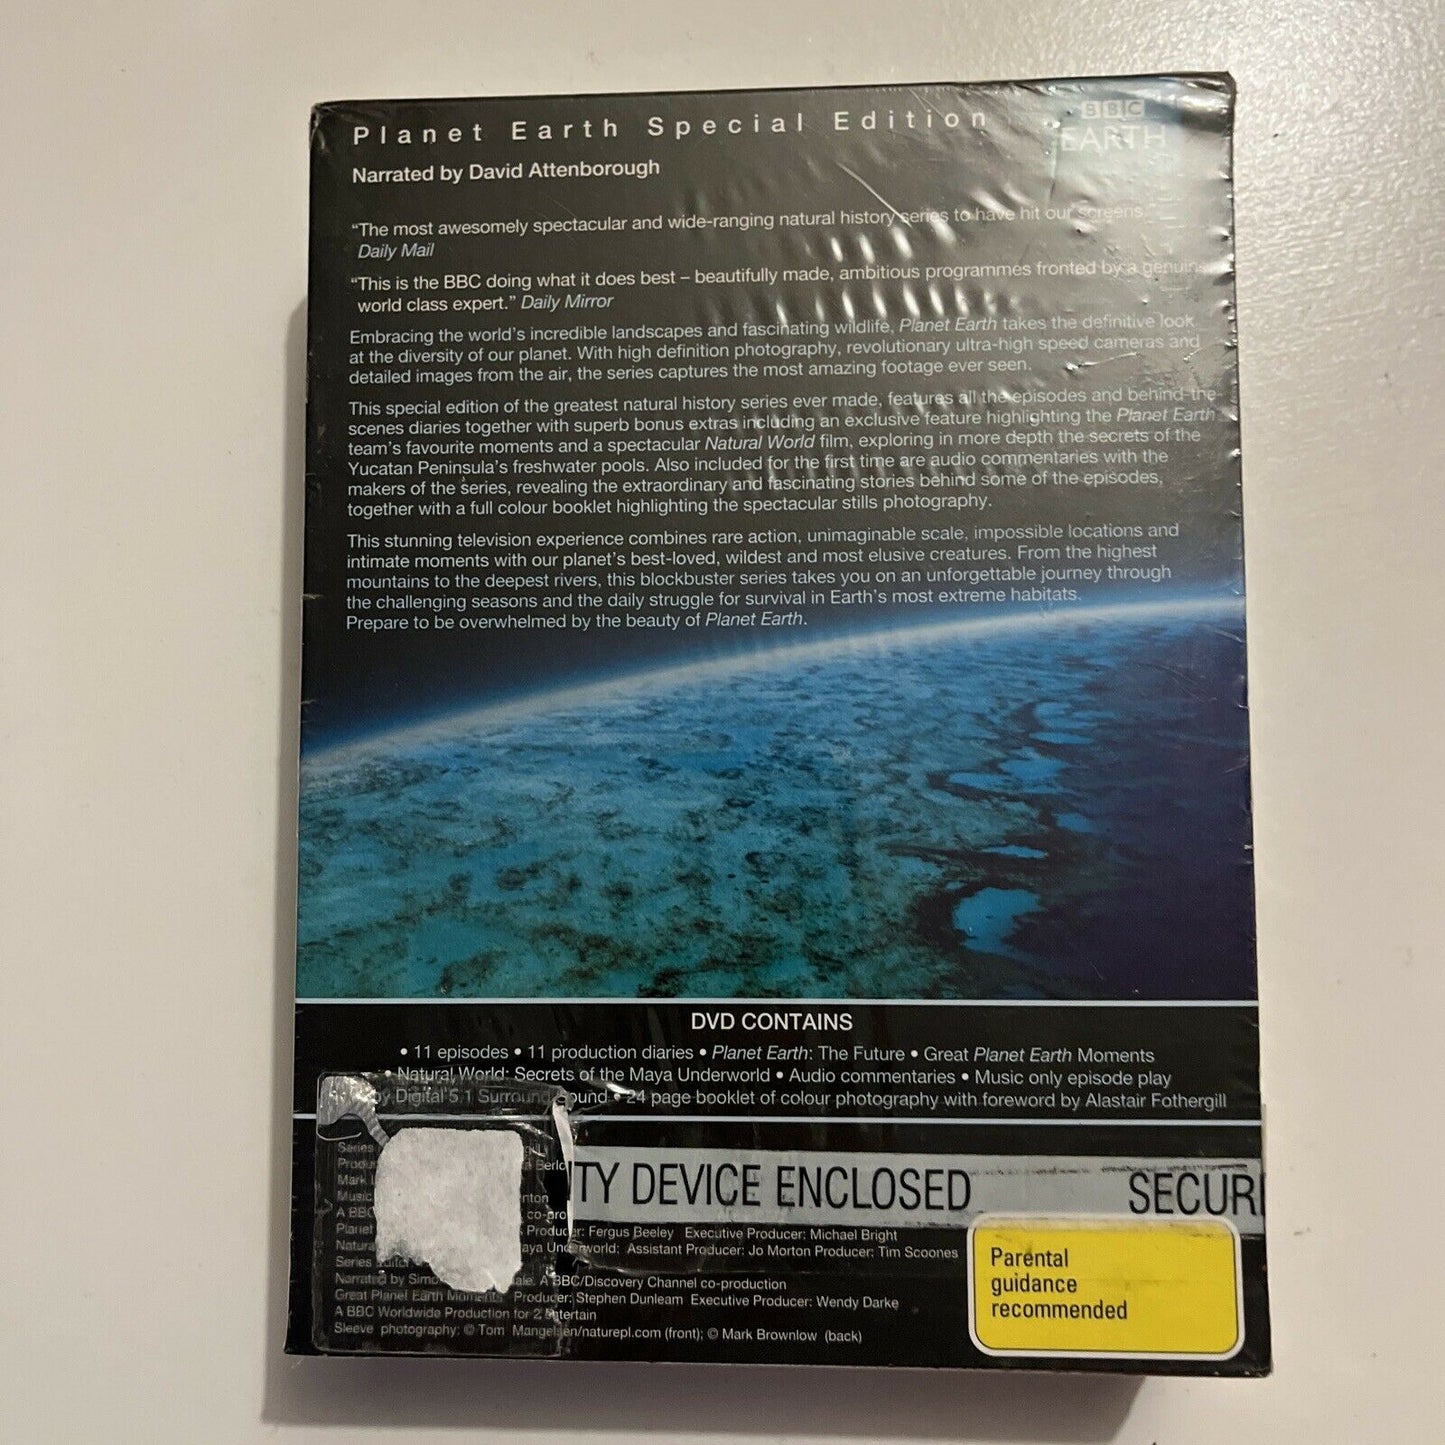 Planet Earth Special Edition
BBC
EARTH
Narrated by David Attenborough
“The most awesomely spectacular and wide-ranging natural history series to have hit our screens
Daily Mail
“This is the BBC doing what it does best – beautifully made, ambitious programmes fronted by a genuine
world class expert.” Daily Mirror
Embracing the world's incredible landscapes and fascinating wildlife, Planet Earth takes the definitive look
at the diversity of our planet. With high definition photography, revolutionary ultra-high speed cameras and
detailed images from the air, the series captures the most amazing footage ever seen.
This special edition of the greatest natural history series ever made, features all the episodes and behind-the-
scenes diaries together with superb bonus extras including an exclusive feature highlighting the Planet Earth
team's favourite moments and a spectacular Natural World film, exploring in more depth the secrets of the
Yucatan Peninsula's freshwater pools. Also included for the first time are audio commentaries with the
makers of the series, revealing the extraordinary and fascinating stories behind some of the episodes,
together with a full colour booklet highlighting the spectacular stills photography.
This stunning television experience combines rare action, unimaginable scale, impossible locations and
intimate moments with our planet's best-loved, wildest and most elusive creatures. From the highest
mountains to the deepest rivers, this blockbuster series takes you on an unforgettable journey through
the challenging seasons and the daily struggle for survival in Earth's most extreme habitats.
Prepare to be overwhelmed by the beauty of Planet Earth.
DVD CONTAINS
• 11 episodes • 11 production diaries • Planet Earth: The Future • Great Planet Earth Moments
• Natural World: Secrets of the Maya Underworld • Audio commentaries • Music only episode play
Digital 5.1 Surround Sound • 24 page booklet of colour photography with foreword by Alastair Fothergill
TY DEVICE ENCLOSED SECURI
Series
Mark
Music
A BBC co-pro
Planet Producer: Fergus Beeley Executive Producer: Michael Bright
Natura aya Underworld: Assistant Producer: Jo Morton Producer: Tim Scoones
Series
Narrated by Simo ale. A BBC/Discovery Channel co-production
Great Planet Earth Moments Producer: Stephen Dunleam Executive Producer: Wendy Darke
A BBC Worldwide Production for 2 entertain
Sleeve photography: © Tom Mangelsen/naturepl.com (front); © Mark Brownlow (back)
Parental
guidance
recommended